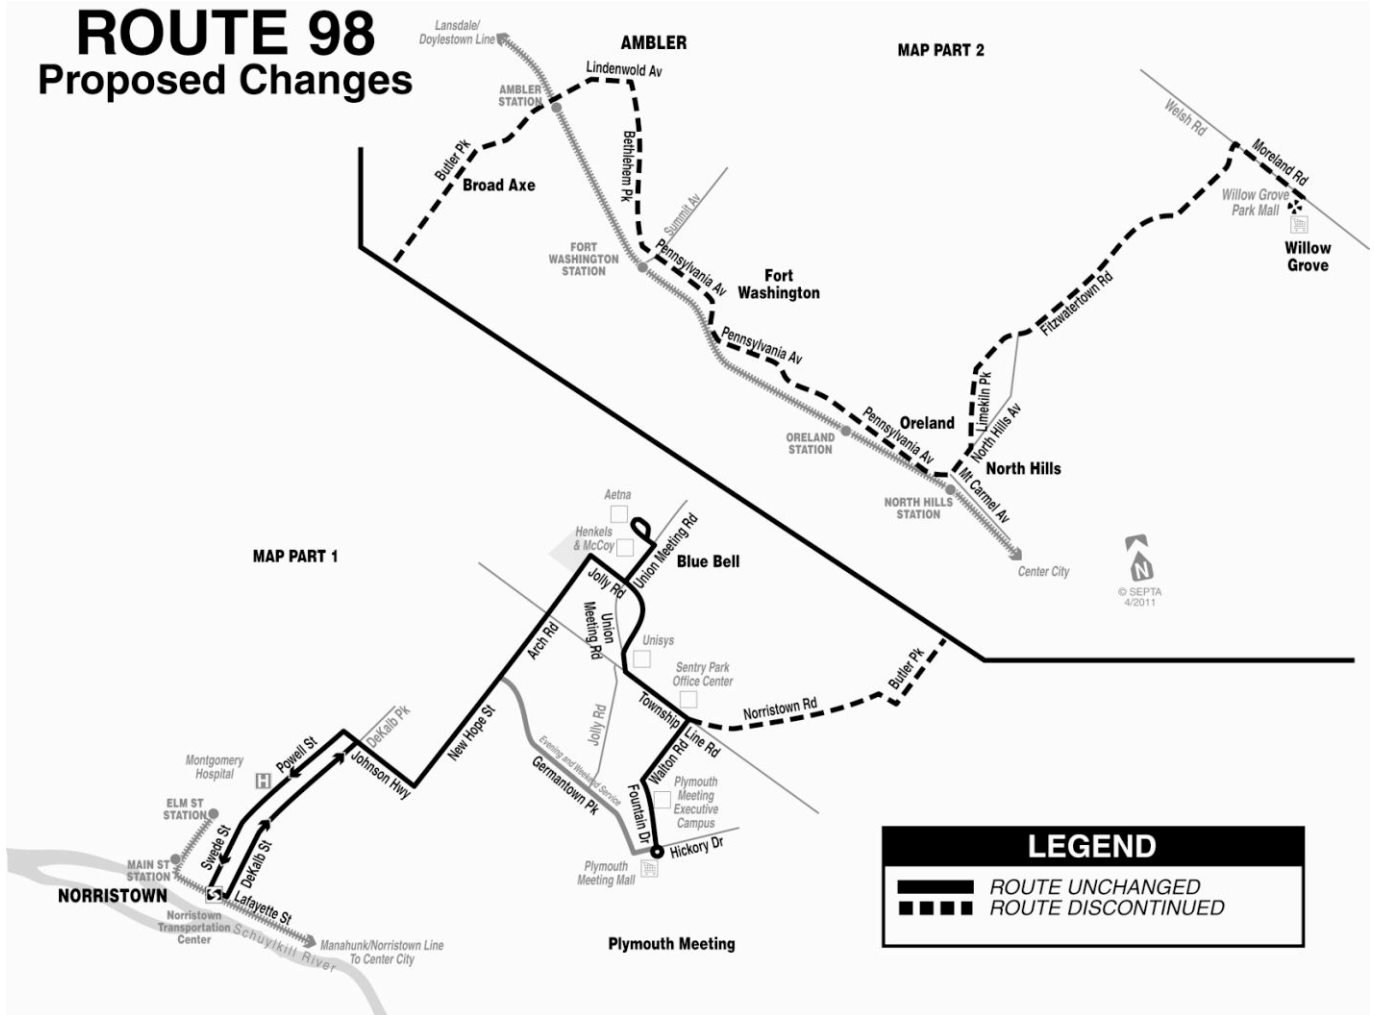 ROUTE 98
Proposed Changes
Lansdale/
Doylestown Line
AMBLER
MAP PART 2
Lindenwold Av
AMBLER
STATION
Butler Pk
Broad Axe
Bethlehem Pk
Summit Av
FORT
WASHINGTON
STATION
Pennsylvania Av
Fort
Washington
Pennsylvania Av
Welsh Rd
Moreland Rd
Willow Grove
Park Mall
Willow
Grove
Fitzwatertown Rd
Limekiln Pk
North Hills Av
Pennsylvania Av
Oreland
ORELAND
STATION
North Hills
Mt Carmel Av
NORTH HILLS
STATION
Center City
N
© SEPTA
4/2011
MAP PART 1
Aetna
Henkels
& McCoy
Union Meeting Rd
Blue Bell
Jolly Rd
Union
Meeting Rd
Arch Rd
Unisys
Sentry Park
Office Center
Township
Line Rd
Norristown Rd
Butler Pk
Jolly Rd
Walton Rd
New Hope St
Evening and Weekend Service
Germantown Pk
Fountain Dr
Plymouth
Meeting
Executive
Campus
Hickory Dr
Plymouth
Meeting Mall
Plymouth Meeting
DeKalb Pk
Johnson Hwy
Powell St
Montgomery
Hospital
H
ELM ST
STATION
Swede St
DeKalb St
MAIN ST
STATION
NORRISTOWN
Lafayette St
Norristown
Transportation
Center
Schuylkill River
Manahunk/Norristown Line
To Center City
LEGEND
ROUTE UNCHANGED
ROUTE DISCONTINUED